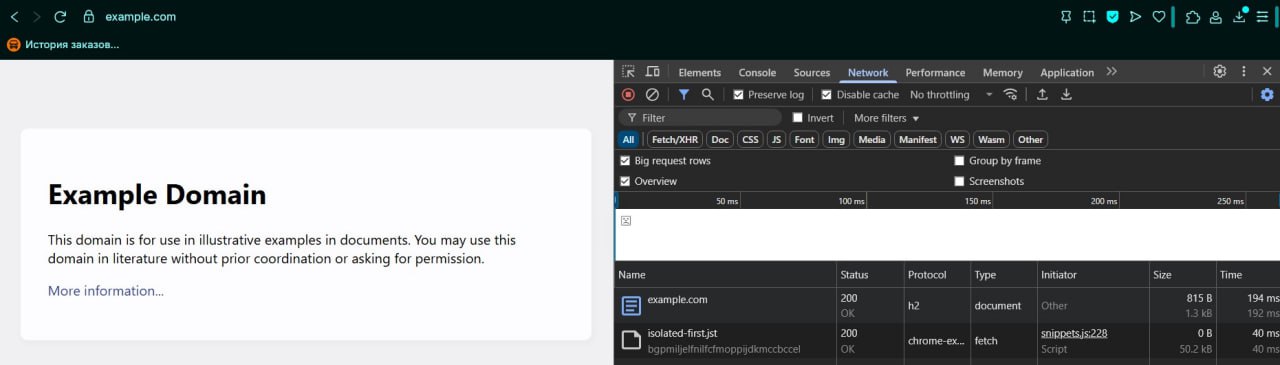 example.com
История заказов...
Example Domain
This domain is for use in illustrative examples in documents. You may use this
domain in literature without prior coordination or asking for permission.
More information...
Elements Console Sources Network Performance Memory Application
Preserve log Disable cache No throttling
Filter Invert More filters
All Fetch/XHR Doc CSS JS Font Img Media Manifest WS Wasm Other
Big request rows Group by frame
Overview Screenshots
50 ms 100 ms 150 ms 200 ms 250 ms
Name Status Protocol Type Initiator Size Time
example.com 200 h2 document Other 815 B 194 ms
OK 1.3 kB 192 ms
isolated-first.jst 200 chrome-ex... fetch snippets.js:228 0 B 40 ms
bgpmiljelfnilfcfmoppijdkmccbccel OK Script 50.2 kB 40 ms